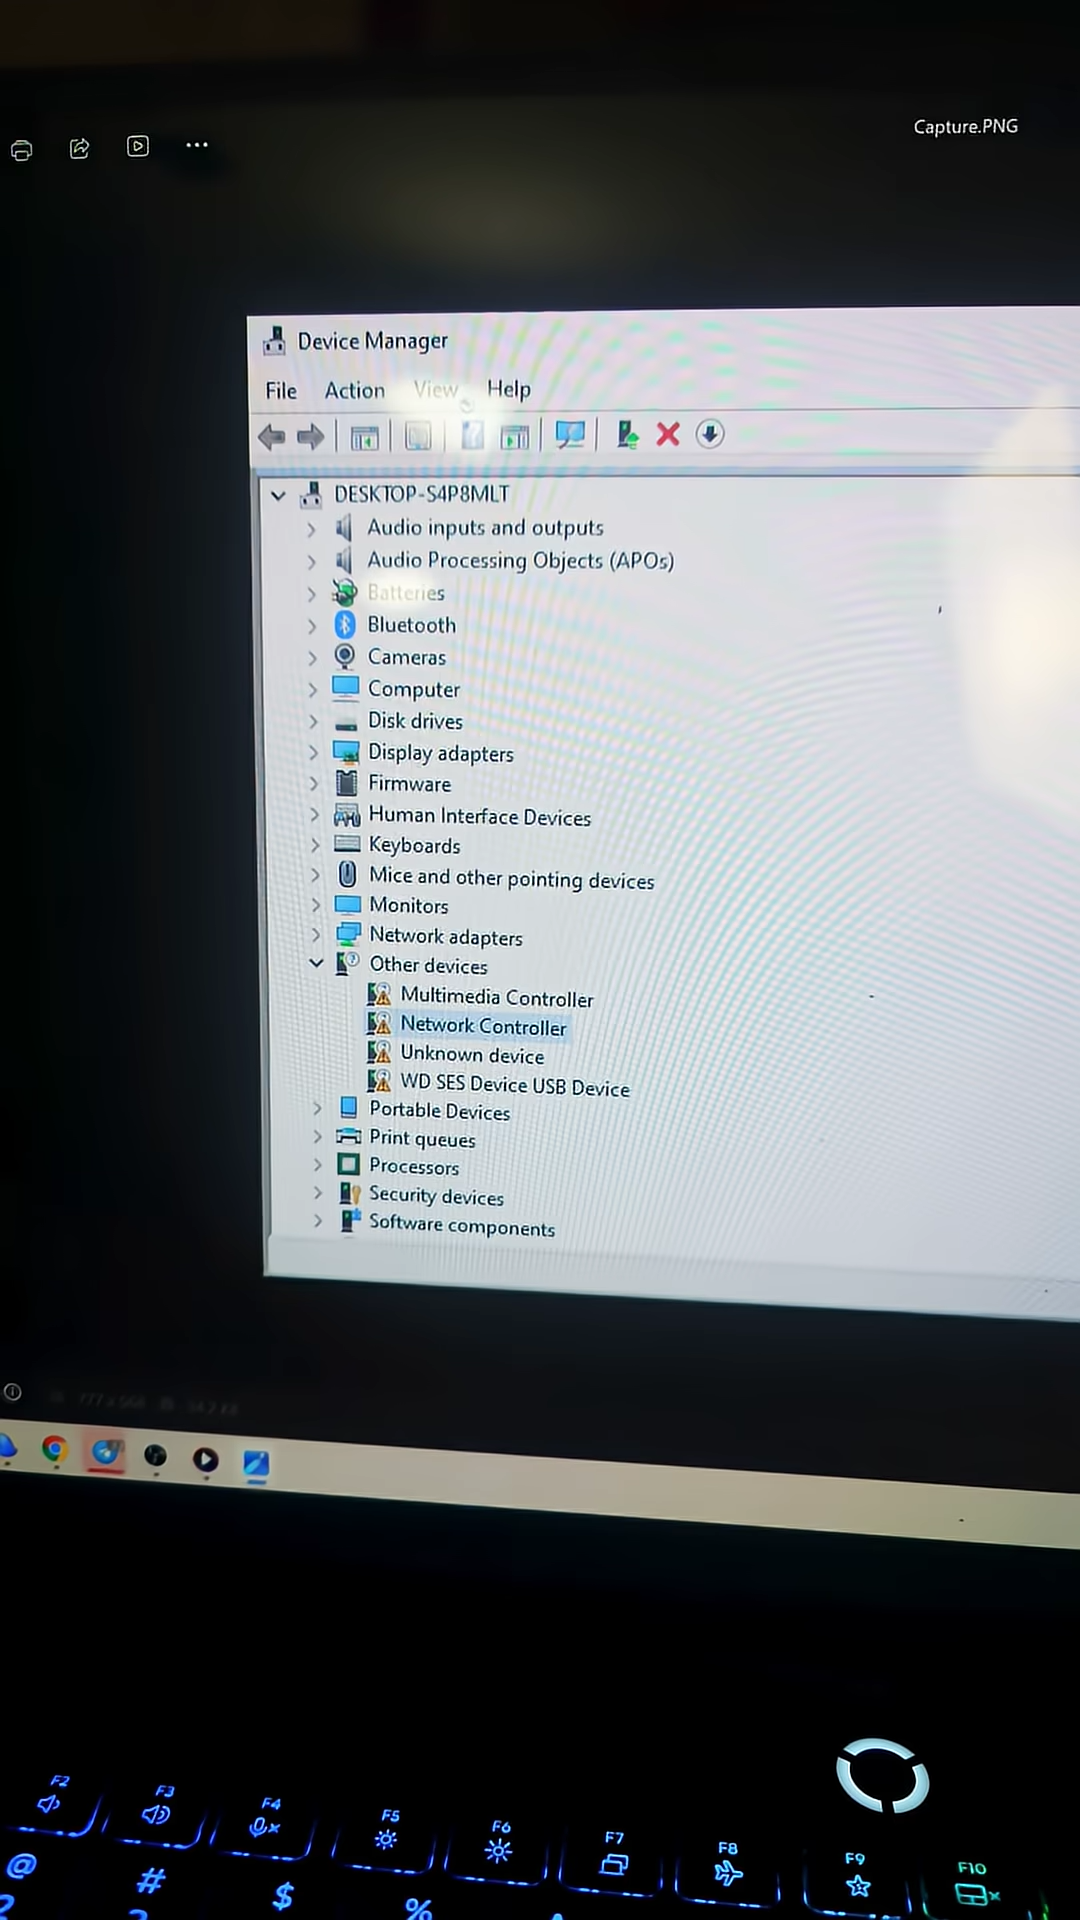 Capture.PNG
Device Manager
File Action View Help
DESKTOP-S4P8MLT
Audio inputs and outputs
Audio Processing Objects (APOs)
Batteries
Bluetooth
Cameras
Computer
Disk drives
Display adapters
Firmware
Human Interface Devices
Keyboards
Mice and other pointing devices
Monitors
Network adapters
Other devices
Multimedia Controller
Network Controller
Unknown device
WD SES Device USB Device
Portable Devices
Print queues
Processors
Security devices
Software components
F2 F3 F4 F5 F6 F7 F8 F9 F10
@ # $ %